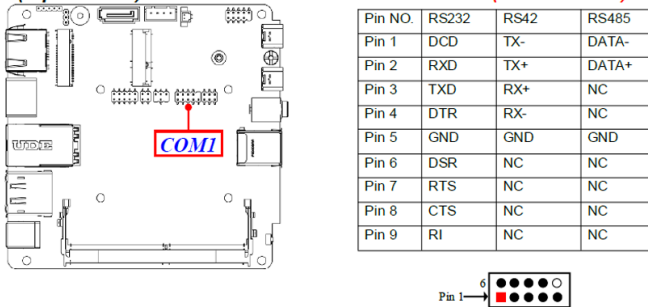 Pin NO. RS232 RS42 RS485
Pin 1 DCD TX- DATA-
Pin 2 RXD TX+ DATA+
Pin 3 TXD RX+ NC
Pin 4 DTR RX- NC
Pin 5 GND GND GND
Pin 6 DSR NC NC
Pin 7 RTS NC NC
Pin 8 CTS NC NC
Pin 9 RI NC NC
COM1
UDE
6
Pin 1